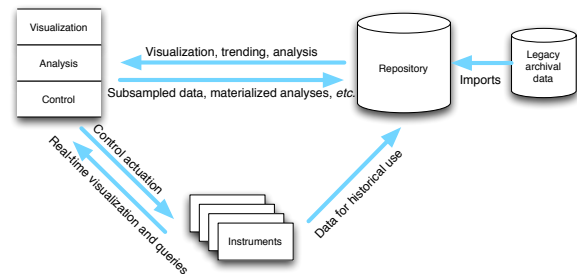 Visualization
Analysis
Control
Visualization, trending, analysis
Subsampled data, materialized analyses, etc.
Repository
Legacy
archival
data
Imports
Control actuation
Real-time visualization and queries
Instruments
Data for historical use